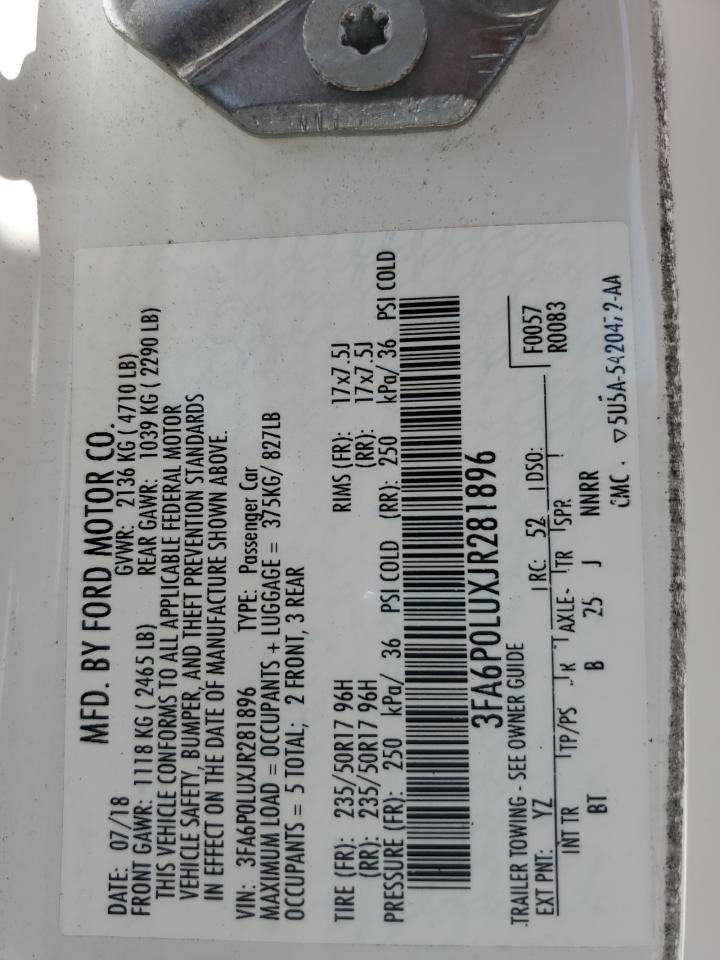 MFD. BY FORD MOTOR CO.
DATE: 07/18 GVWR: 2136 KG ( 4710 LB)
FRONT GAWR: 1118 KG ( 2465 LB) REAR GAWR: 1039 KG ( 2290 LB)
THIS VEHICLE CONFORMS TO ALL APPLICABLE FEDERAL MOTOR
VEHICLE SAFETY, BUMPER, AND THEFT PREVENTION STANDARDS
IN EFFECT ON THE DATE OF MANUFACTURE SHOWN ABOVE.
VIN: 3FA6P0LUXJR281896 TYPE: Passenger Car
MAXIMUM LOAD = OCCUPANTS + LUGGAGE = 375KG/ 827LB
OCCUPANTS = 5 TOTAL; 2 FRONT, 3 REAR
TIRE (FR): 235/50R17 96H RIMS (FR): 17x7.5J
(RR): 235/50R17 96H (RR): 17x7.5J
PRESSURE (FR): 250 kPa/ 36 PSI COLD (RR): 250 kPa/ 36 PSI COLD
3FA6P0LUXJR281896
TRAILER TOWING - SEE OWNER GUIDE F0057
EXT PNT: YZ RC: 52 DSO: R0083
INT TR TP/PS R AXLE TR SPR
BT B 25 J NNRR